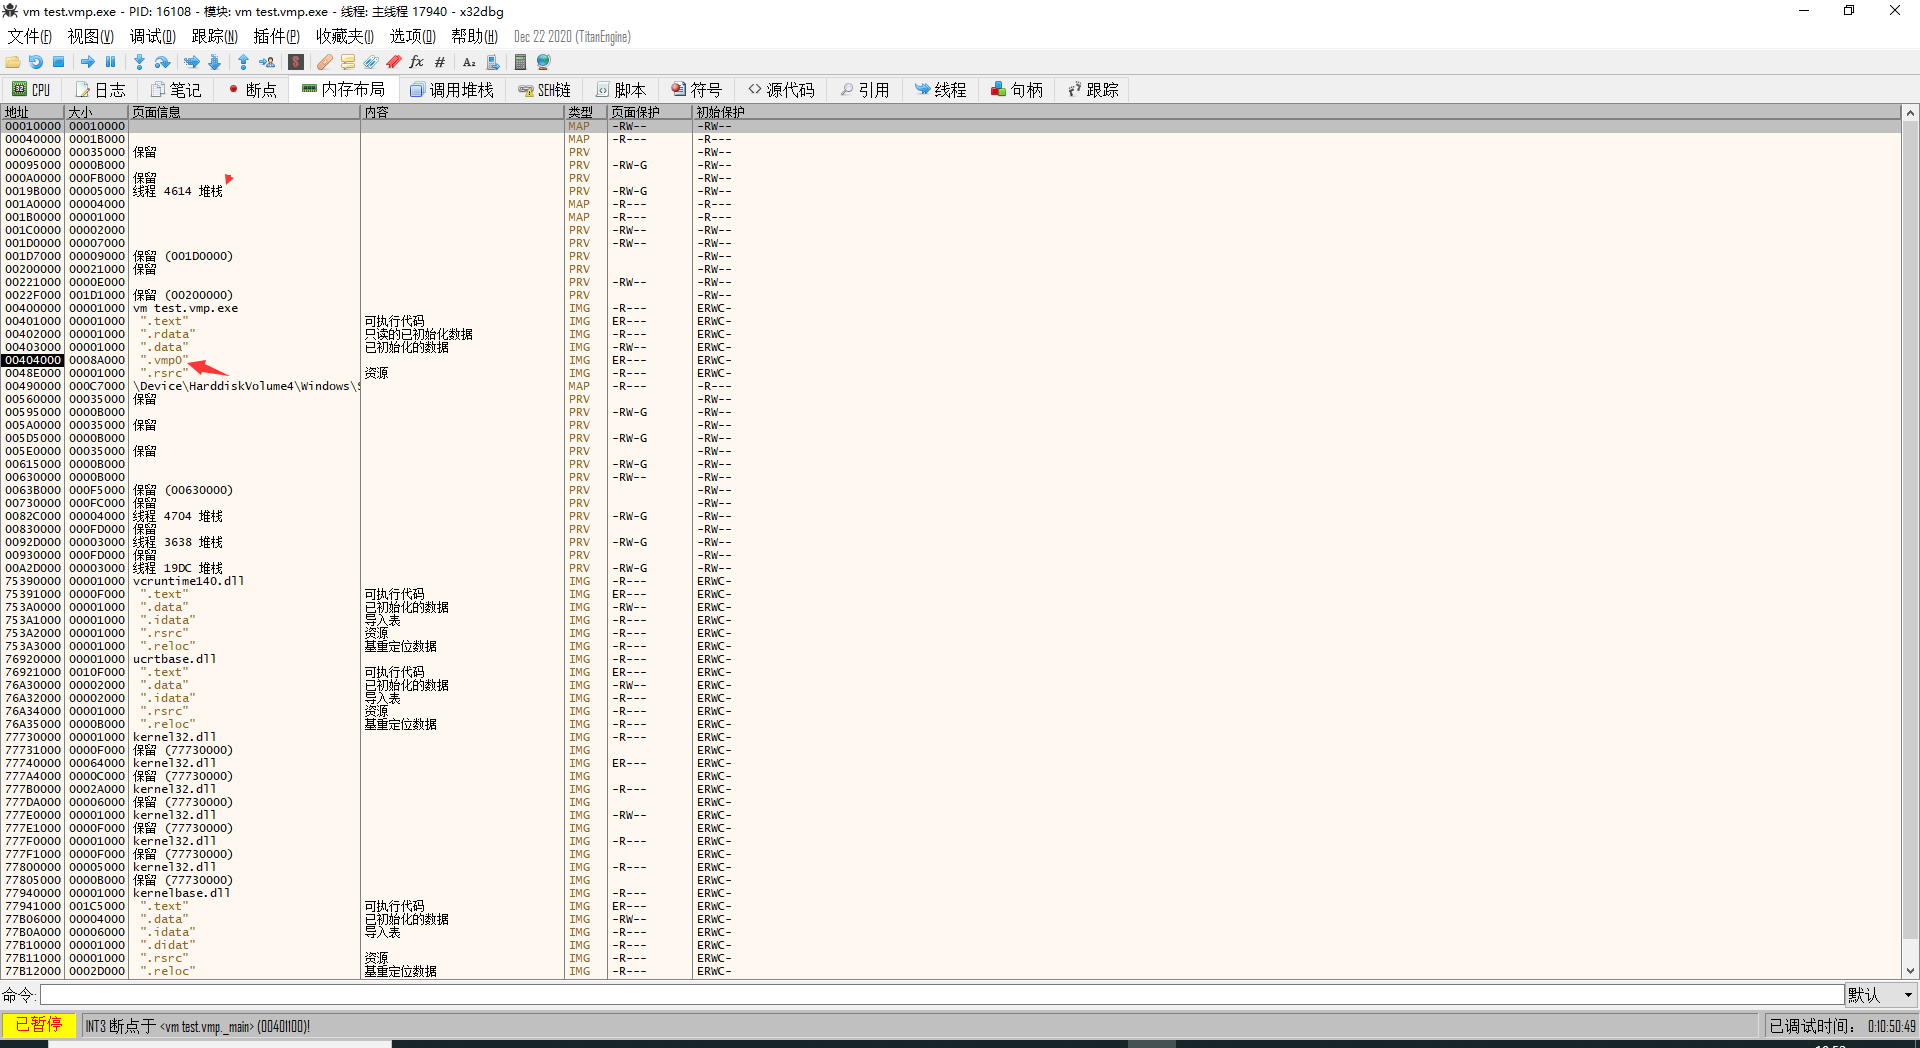 vm test.vmp.exe - PID: 16108 - 模块: vm test.vmp.exe - 线程: 主线程 17940 - x32dbg
文件(F) 视图(V) 调试(D) 跟踪(N) 插件(P) 收藏夹(I) 选项(O) 帮助(H) Dec 22 2020 (TitanEngine)
CPU 日志 笔记 断点 内存布局 调用堆栈 SEH链 脚本 符号 源代码 引用 线程 句柄 跟踪
地址 大小 页面信息 内容 类型 页面保护 初始保护
00010000 00010000 MAP -RW-- -RW--
00040000 0001B000 MAP -R--- -R---
00060000 00035000 保留 PRV -RW--
00095000 0000B000 PRV -RW-G -RW--
000A0000 000FB000 保留 PRV -RW--
0019B000 00005000 线程 4614 堆栈 PRV -RW-G -RW--
001A0000 00004000 MAP -R--- -R---
001B0000 00001000 MAP -R--- -R---
001C0000 00002000 PRV -RW-- -RW--
001D0000 00007000 PRV -RW-- -RW--
001D7000 00009000 保留 (001D0000) PRV -RW--
00200000 00021000 保留 PRV -RW--
00221000 0000E000 PRV -RW-- -RW--
0022F000 001D1000 保留 (00200000) PRV -RW--
00400000 00001000 vm test.vmp.exe IMG -R--- ERWC-
00401000 00001000 ".text" 可执行代码 IMG ER--- ERWC-
00402000 00001000 ".rdata" 只读的已初始化数据 IMG -R--- ERWC-
00403000 00001000 ".data" 已初始化的数据 IMG -RW-- ERWC-
00404000 0008A000 ".vmp0" IMG ER--- ERWC-
0048E000 00001000 ".rsrc" 资源 IMG -R--- ERWC-
00490000 000C7000 \Device\HarddiskVolume4\Windows\S MAP -R--- -R---
00560000 00035000 保留 PRV -RW--
00595000 0000B000 PRV -RW-G -RW--
005A0000 00035000 保留 PRV -RW--
005D5000 0000B000 PRV -RW-G -RW--
005E0000 00035000 保留 PRV -RW--
00615000 0000B000 PRV -RW-G -RW--
00630000 0000B000 PRV -RW-- -RW--
0063B000 000F5000 保留 (00630000) PRV -RW--
00730000 000FC000 保留 PRV -RW--
0082C000 00004000 线程 4704 堆栈 PRV -RW-G -RW--
00830000 000FD000 保留 PRV -RW--
0092D000 00003000 线程 3638 堆栈 PRV -RW-G -RW--
00930000 000FD000 保留 PRV -RW--
00A2D000 00003000 线程 19DC 堆栈 PRV -RW-G -RW--
75390000 00001000 vcruntime140.dll IMG -R--- ERWC-
75391000 0000F000 ".text" 可执行代码 IMG ER--- ERWC-
753A0000 00001000 ".data" 已初始化的数据 IMG -RW-- ERWC-
753A1000 00001000 ".idata" 导入表 IMG -R--- ERWC-
753A2000 00001000 ".rsrc" 资源 IMG -R--- ERWC-
753A3000 00001000 ".reloc" 基重定位数据 IMG -R--- ERWC-
76920000 00001000 ucrtbase.dll IMG -R--- ERWC-
76921000 0010F000 ".text" 可执行代码 IMG ER--- ERWC-
76A30000 00002000 ".data" 已初始化的数据 IMG -RW-- ERWC-
76A32000 00002000 ".idata" 导入表 IMG -R--- ERWC-
76A34000 00001000 ".rsrc" 资源 IMG -R--- ERWC-
76A35000 0000B000 ".reloc" 基重定位数据 IMG -R--- ERWC-
77730000 00001000 kernel32.dll IMG -R--- ERWC-
77731000 0000F000 保留 (77730000) IMG ERWC-
77740000 00064000 kernel32.dll IMG ER--- ERWC-
777A4000 0000C000 保留 (77730000) IMG ERWC-
777B0000 0002A000 kernel32.dll IMG -R--- ERWC-
777DA000 00006000 保留 (77730000) IMG ERWC-
777E0000 00001000 kernel32.dll IMG -RW-- ERWC-
777E1000 0000F000 保留 (77730000) IMG ERWC-
777F0000 00001000 kernel32.dll IMG -R--- ERWC-
777F1000 0000F000 保留 (77730000) IMG ERWC-
77800000 00005000 kernel32.dll IMG -R--- ERWC-
77805000 0000B000 保留 (77730000) IMG ERWC-
77940000 00001000 kernelbase.dll IMG -R--- ERWC-
77941000 001C5000 ".text" 可执行代码 IMG ER--- ERWC-
77B06000 00004000 ".data" 已初始化的数据 IMG -RW-- ERWC-
77B0A000 00006000 ".idata" 导入表 IMG -R--- ERWC-
77B10000 00001000 ".didat" IMG -R--- ERWC-
77B11000 00001000 ".rsrc" 资源 IMG -R--- ERWC-
77B12000 0002D000 ".reloc" 基重定位数据 IMG -R--- ERWC-
命令: 默认
已暂停 INT3 断点于 <vm test.vmp._main> (00401100)! 已调试时间: 0:10:50:49